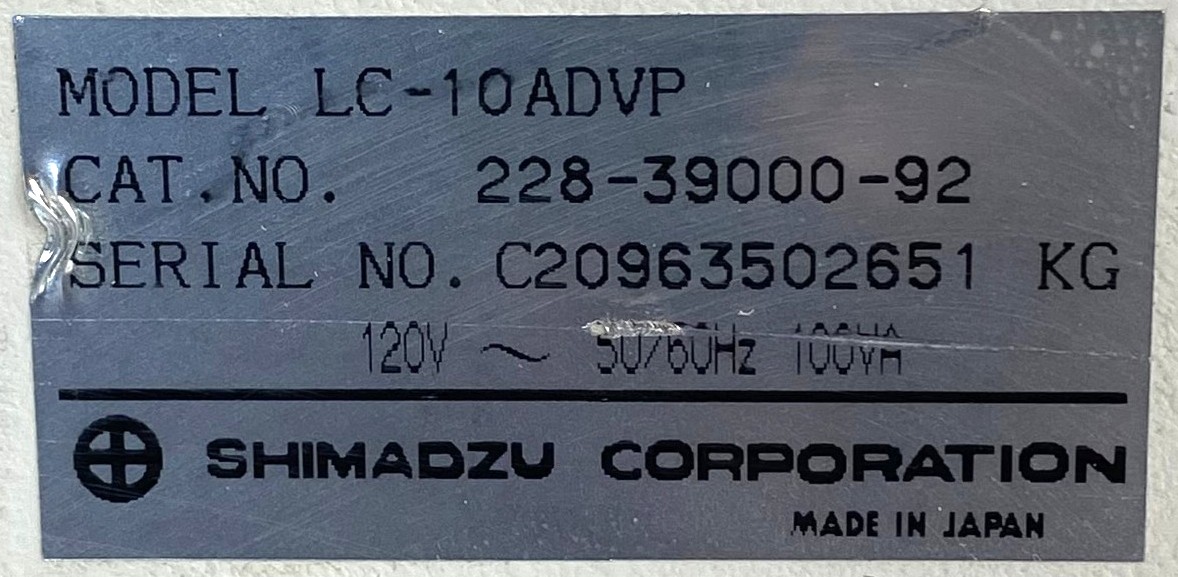 MODEL LC-10ADVP
CAT.NO. 228-39000-92
SERIAL NO. C20963502651 KG
120V ~ 50/60Hz 100VA
SHIMADZU CORPORATION
MADE IN JAPAN